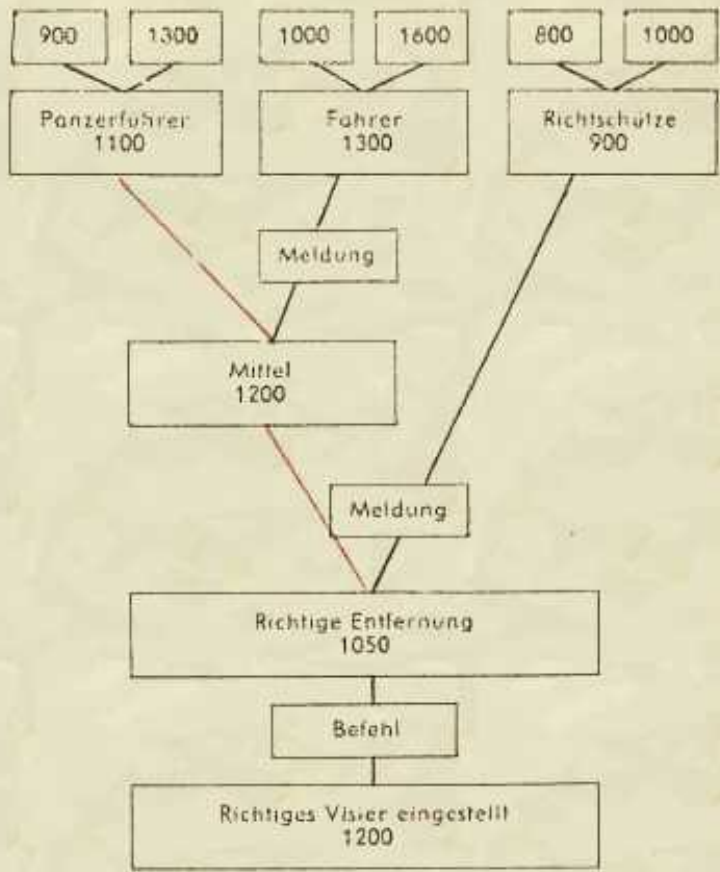 900 1300 1000 1600 800 1000
Panzerführer Fahrer Richtschütze
1100 1300 900
Meldung
Mittel
1200
Meldung
Richtige Entfernung
1050
Befehl
Richtiges Visier eingestellt
1200